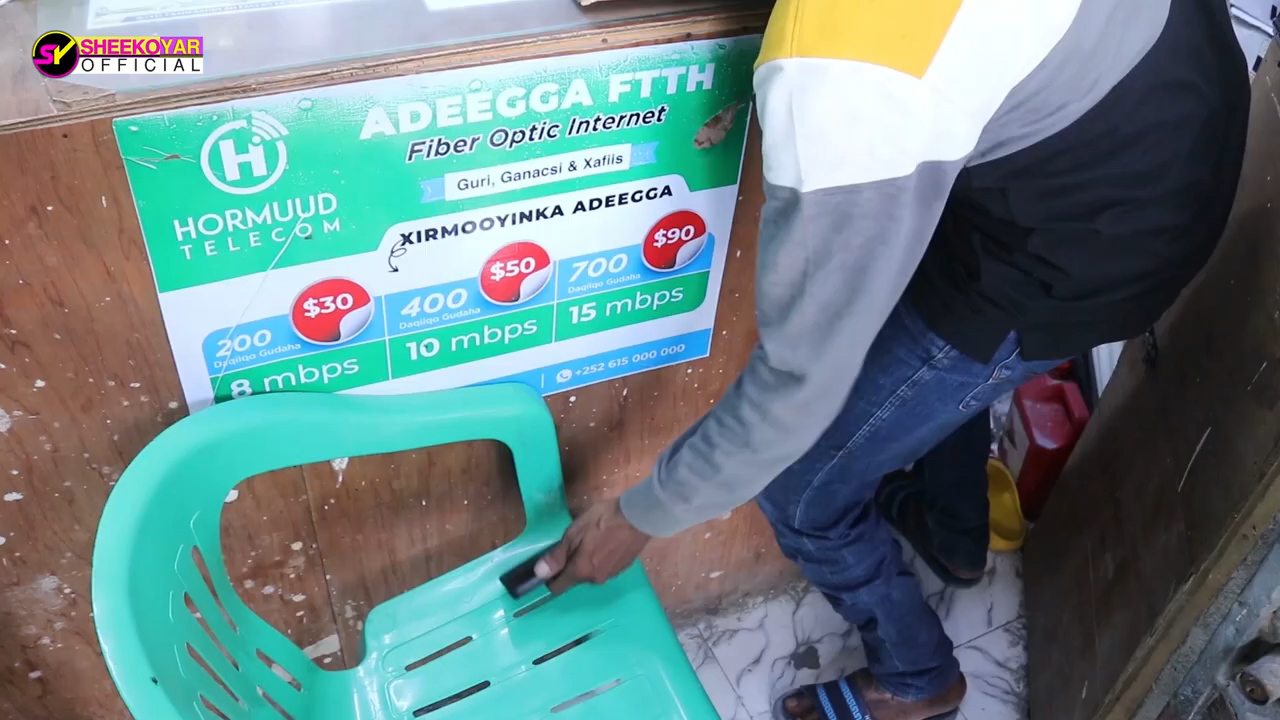 SY SHEEKOYAR
OFFICIAL
HORMUUD
TELECOM
ADEEGGA FTTH
Fiber Optic Internet
Guri, Ganacsi & Xafiis
XIRMOOYINKA ADEEGGA
$30
200
Daqiiqo Gudaha
8 mbps
$50
400
Daqiiqo Gudaha
10 mbps
$90
700
Daqiiqo Gudaha
15 mbps
+252 615 000 000